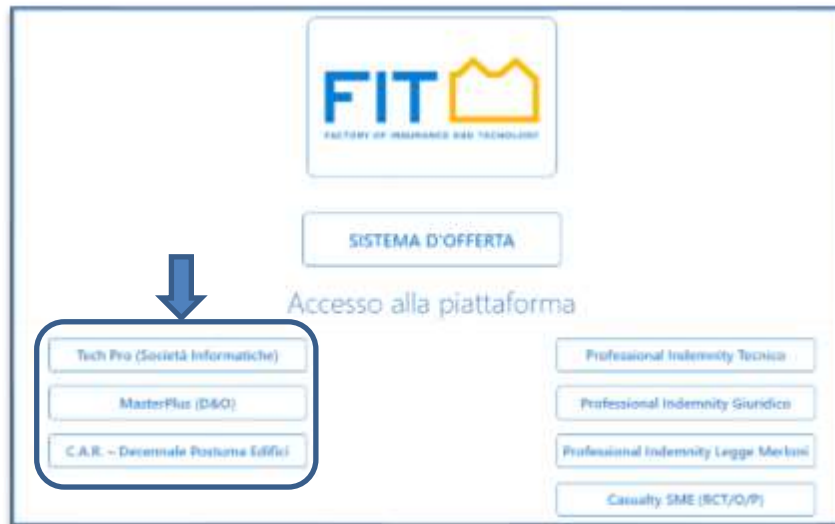 FIT
FACTORY OF INSURANCE AND TECNOLOGY
SISTEMA D'OFFERTA
Accesso alla piattaforma
Tech Pro (Società Informatiche)
MasterPlus (D&O)
C.A.R. – Decennale Postuma Edifici
Professional Indemnity Tecnico
Professional Indemnity Giuridico
Professional Indemnity Legge Merloni
Casualty SME (RCT/O/P)